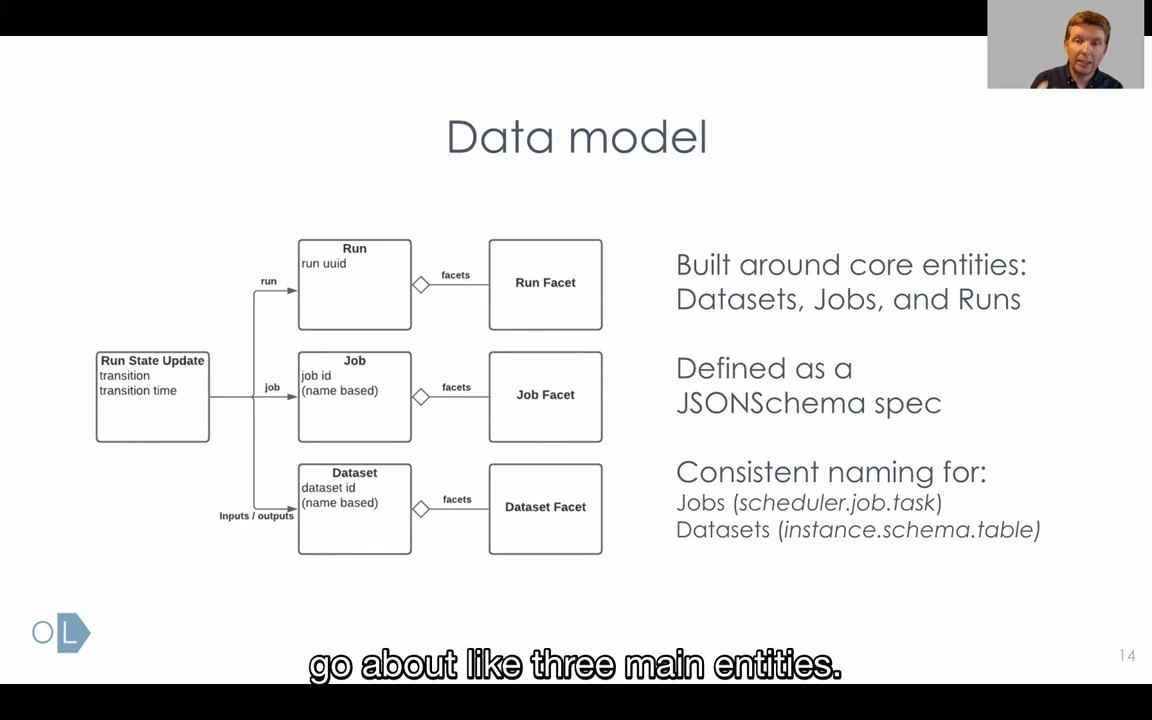 Data model
Run
run uuid
run
facets
Run Facet
Run State Update
transition
transition time
job
Job
job id
(name based)
facets
Job Facet
Inputs / outputs
Dataset
dataset id
(name based)
facets
Dataset Facet
Built around core entities:
Datasets, Jobs, and Runs
Defined as a
JSONSchema spec
Consistent naming for:
Jobs (scheduler.job.task)
Datasets (instance.schema.table)
OL
go about like three main entities.
14